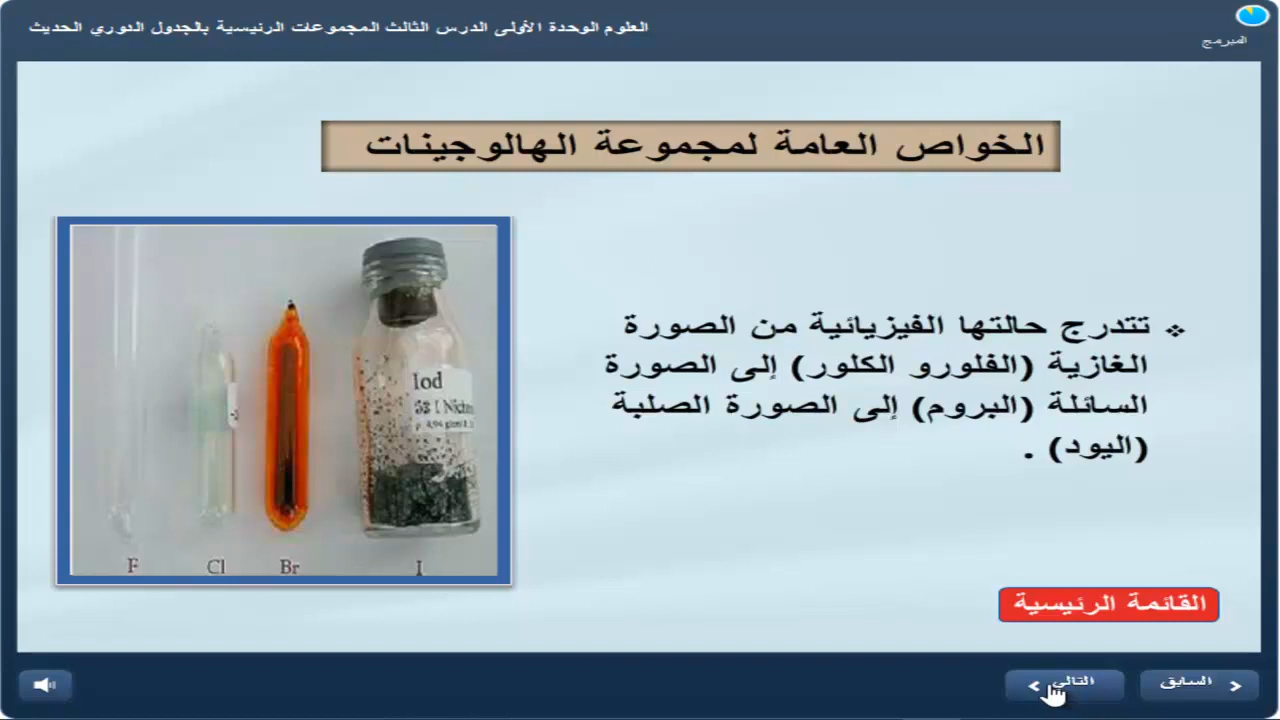 العلوم الوحدة الأولى الدرس الثالث المجموعات الرئيسية بالجدول الدوري الحديث
المبرمج
الخواص العامة لمجموعة الهالوجينات
❖ تتدرج حالتها الفيزيائية من الصورة
الغازية (الفلورو الكلور) إلى الصورة
السائلة (البروم) إلى الصورة الصلبة
(اليود) .
Iod
53 I
F Cl Br I
القائمة الرئيسية
السابق
التالي